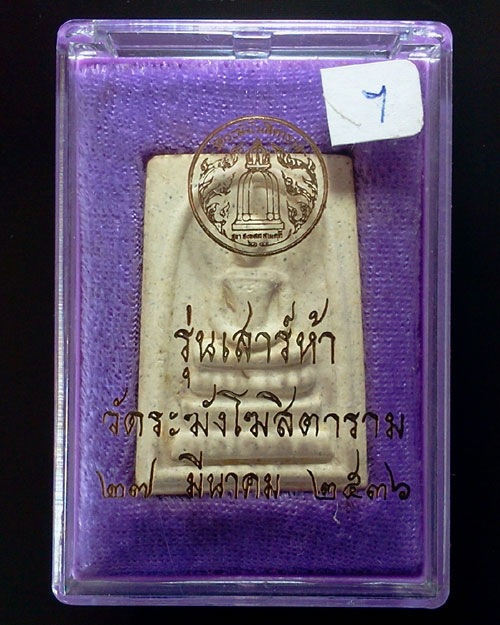 รุ่นเสาร์ห้า
วัดระฆังโฆสิตาราม
๒๗ มีนาคม ๒๕๓๖